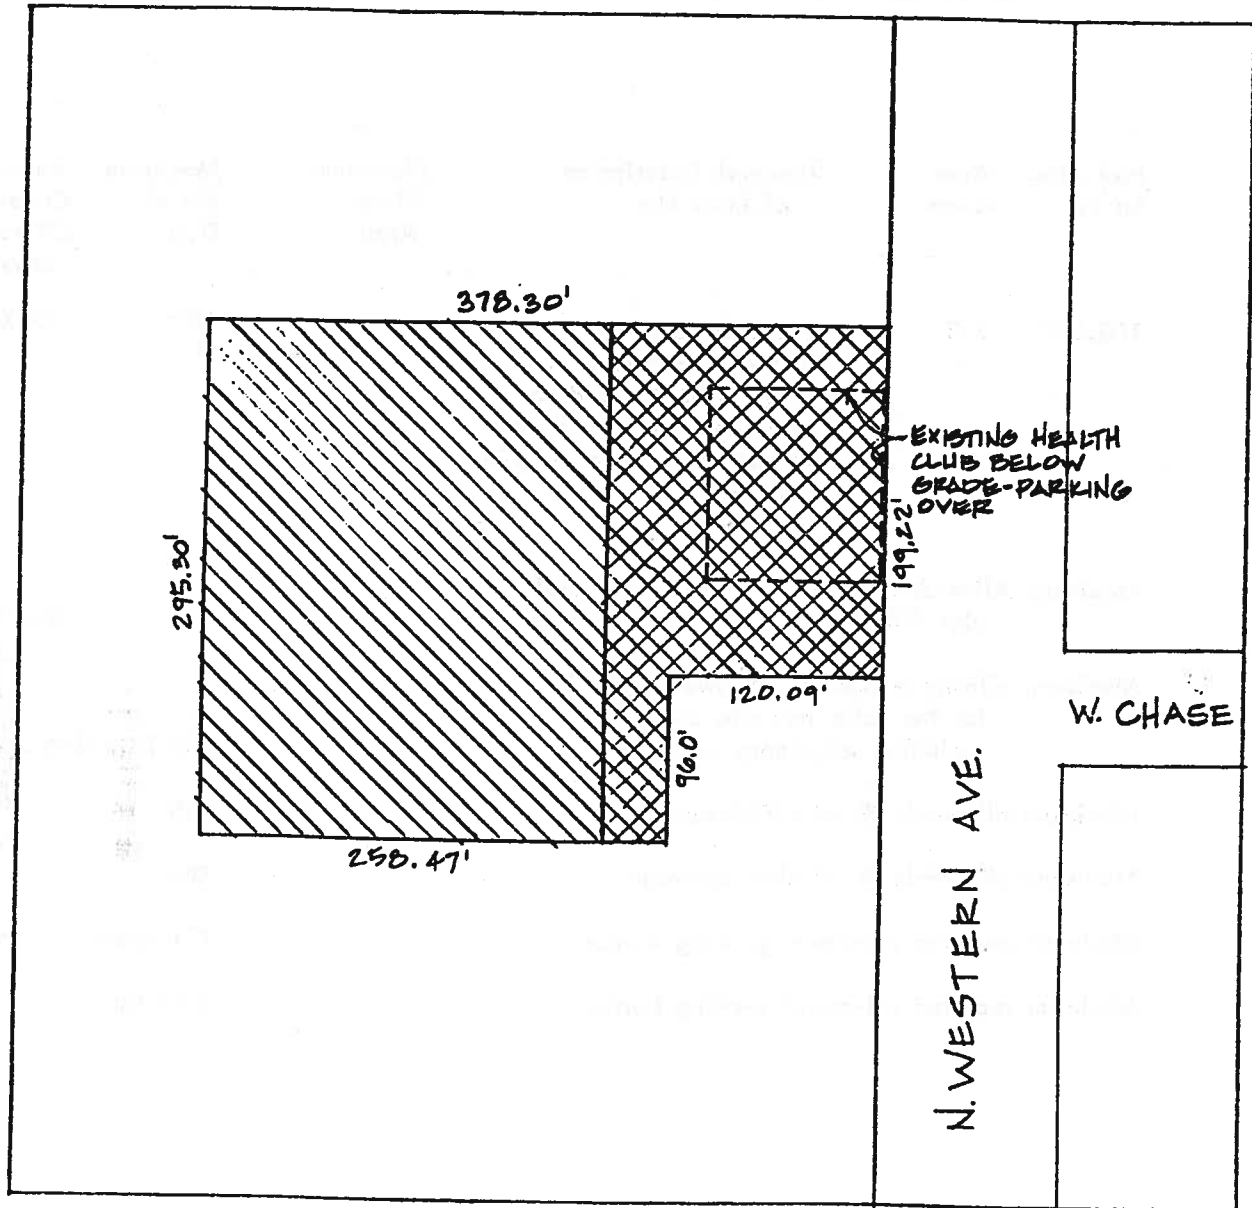 378.30'
EXISTING HEALTH
CLUB BELOW
GRADE-PARKING
OVER
199.22'
295.30'
120.09'
96.0'
W. CHASE
258.47'
N. WESTERN AVE.